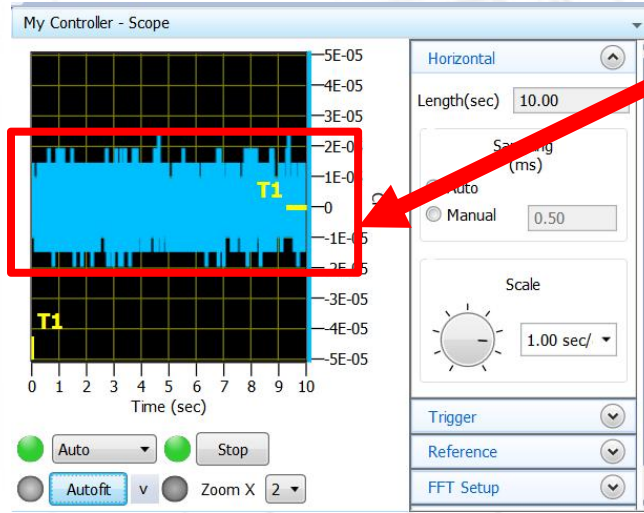 My Controller - Scope
5E-05
4E-05
3E-05
2E-05
1E-05
0
-1E-05
-2E-05
-3E-05
-4E-05
-5E-05
T1
T1
0 1 2 3 4 5 6 7 8 9 10
Time (sec)
Auto
Stop
Autofit
v
Zoom X
2
Horizontal
Length(sec)
10.00
(ms)
Auto
Manual
0.50
Scale
1.00 sec/
Trigger
Reference
FFT Setup